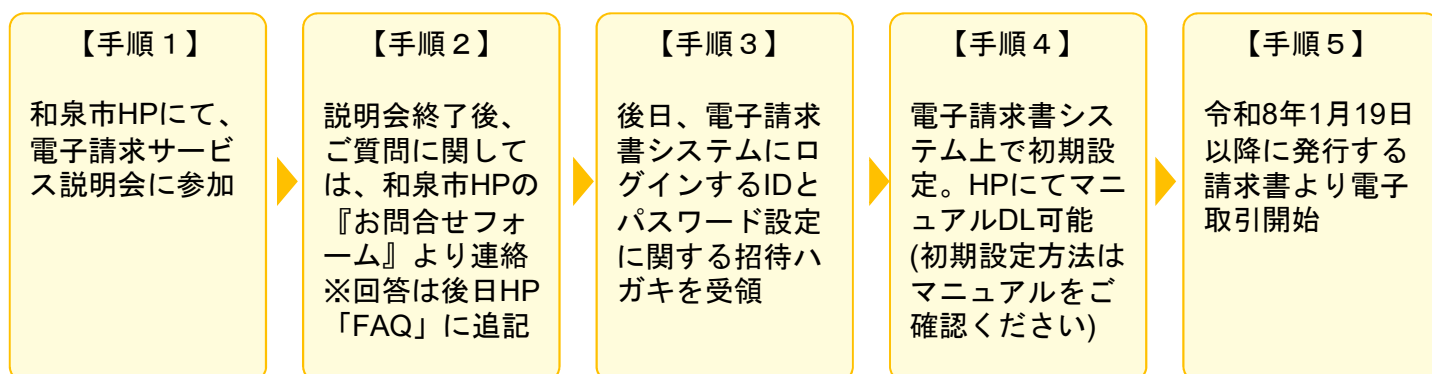 【手順１】
和泉市HPにて、
電子請求サービ
ス説明会に参加
【手順２】
説明会終了後、
ご質問に関して
は、和泉市HPの
『お問合せフォ
ーム』より連絡
※回答は後日HP
「FAQ」に追記
【手順３】
後日、電子請求
書システムにロ
グインするIDと
パスワード設定
に関する招待ハ
ガキを受領
【手順４】
電子請求書シス
テム上で初期設
定。HPにてマニ
ュアルDL可能
(初期設定方法は
マニュアルをご
確認ください)
【手順５】
令和8年1月19日
以降に発行する
請求書より電子
取引開始